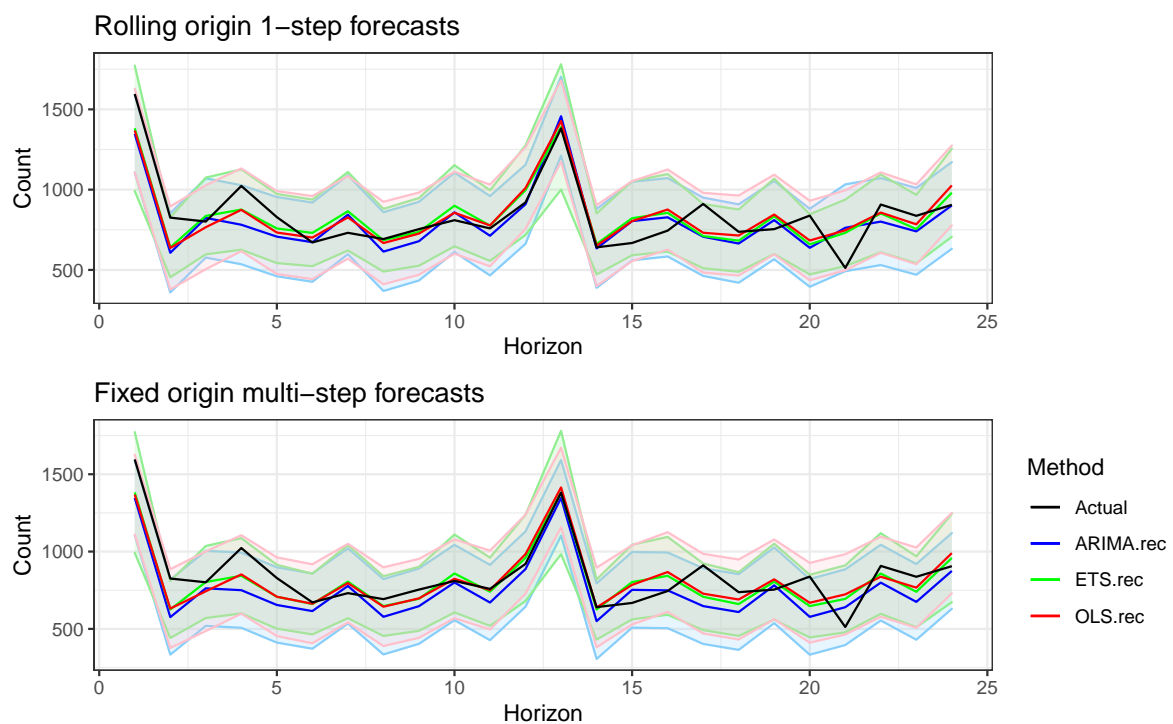 Rolling origin 1−step forecasts
1500
1000
500
Count
0 5 10 15 20 25
Horizon
Fixed origin multi−step forecasts
1500
1000
500
Count
0 5 10 15 20 25
Horizon
Method
Actual
ARIMA.rec
ETS.rec
OLS.rec